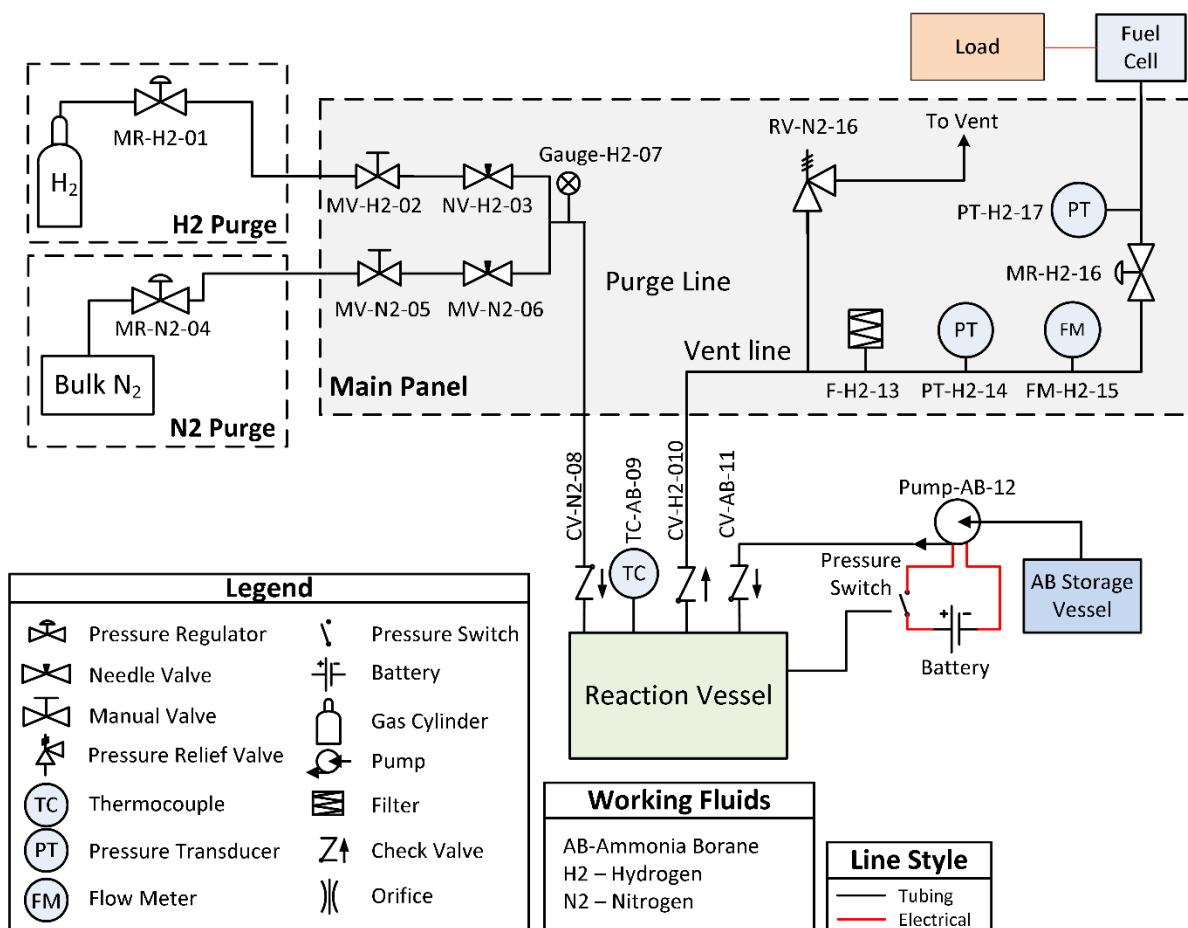 Load
Fuel
Cell
MR-H2-01
H2
H2 Purge
RV-N2-16
To Vent
Gauge-H2-07
MV-H2-02
NV-H2-03
PT-H2-17
PT
MR-H2-16
MR-N2-04
Bulk N2
N2 Purge
MV-N2-05
MV-N2-06
Purge Line
Vent line
Main Panel
PT
FM
F-H2-13
PT-H2-14
FM-H2-15
CV-N2-08
TC-AB-09
CV-H2-010
CV-AB-11
Pump-AB-12
TC
Pressure
Switch
+ -
Battery
AB Storage
Vessel
Reaction Vessel
Legend
Pressure Regulator
Needle Valve
Manual Valve
Pressure Relief Valve
TC Thermocouple
PT Pressure Transducer
FM Flow Meter
Pressure Switch
+ - Battery
Gas Cylinder
Pump
Filter
Check Valve
Orifice
Working Fluids
AB-Ammonia Borane
H2 – Hydrogen
N2 – Nitrogen
Line Style
Tubing
Electrical